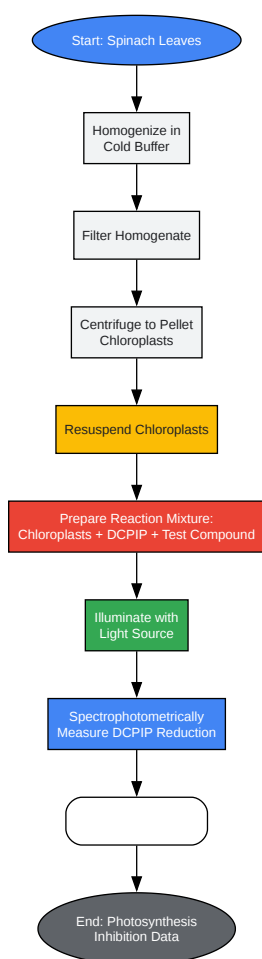 Start: Spinach Leaves
Homogenize in
Cold Buffer
Filter Homogenate
Centrifuge to Pellet
Chloroplasts
Resuspend Chloroplasts
Prepare Reaction Mixture:
Chloroplasts + DCPIP + Test Compound
Illuminate with
Light Source
Spectrophotometrically
Measure DCPIP Reduction
End: Photosynthesis
Inhibition Data